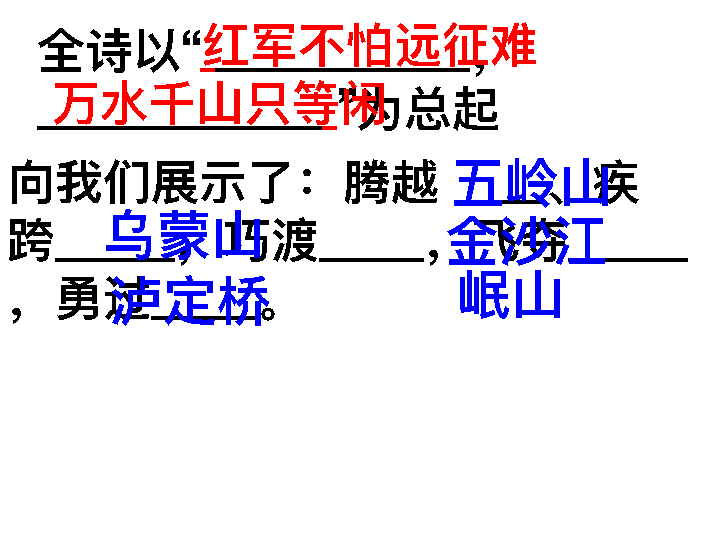 全诗以“红军不怕远征难，
万水千山只等闲”为总起
向我们展示了：腾越 五岭山、疾
跨乌蒙山，巧渡金沙江，飞夺
，勇过泸定桥。 岷山